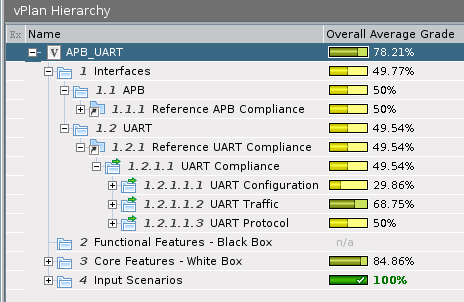 vPlan Hierarchy
Ex Name Overall Average Grade
V APB_UART 78.21%
1 Interfaces 49.77%
1.1 APB 50%
1.1.1 Reference APB Compliance 50%
1.2 UART 49.54%
1.2.1 Reference UART Compliance 49.54%
1.2.1.1 UART Compliance 49.54%
1.2.1.1.1 UART Configuration 29.86%
1.2.1.1.2 UART Traffic 68.75%
1.2.1.1.3 UART Protocol 50%
2 Functional Features - Black Box n/a
3 Core Features - White Box 84.86%
4 Input Scenarios 100%